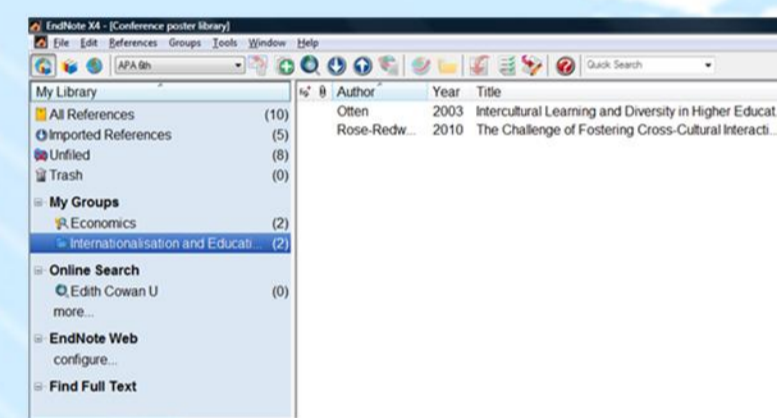 EndNote X4 - [Conference poster library]
File Edit References Groups Tools Window Help
APA 6th Quick Search
My Library
Author Year Title
All References (10)
Imported References (5)
Unfiled (8)
Trash (0)
My Groups
Economics (2)
Internationalisation and Educati... (2)
Online Search
Edith Cowan U (0)
more...
EndNote Web
configure...
Find Full Text
Otten 2003 Intercultural Learning and Diversity in Higher Educat
Rose-Redw... 2010 The Challenge of Fostering Cross-Cultural Interacti...